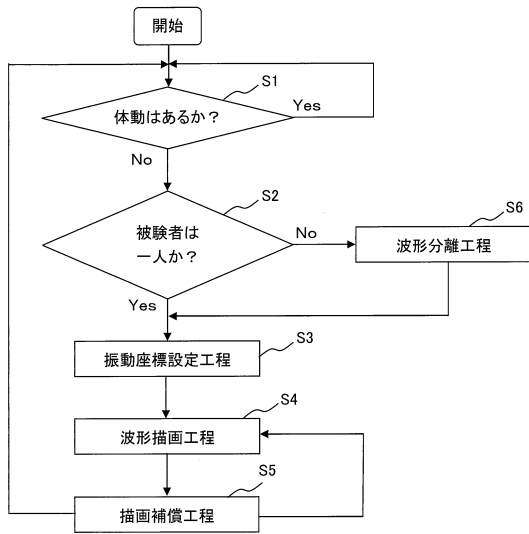 開始
S1
体動はあるか？
Yes
No
S2
被験者は
一人か？
No
S6
波形分離工程
Yes
S3
振動座標設定工程
S4
波形描画工程
S5
描画補償工程